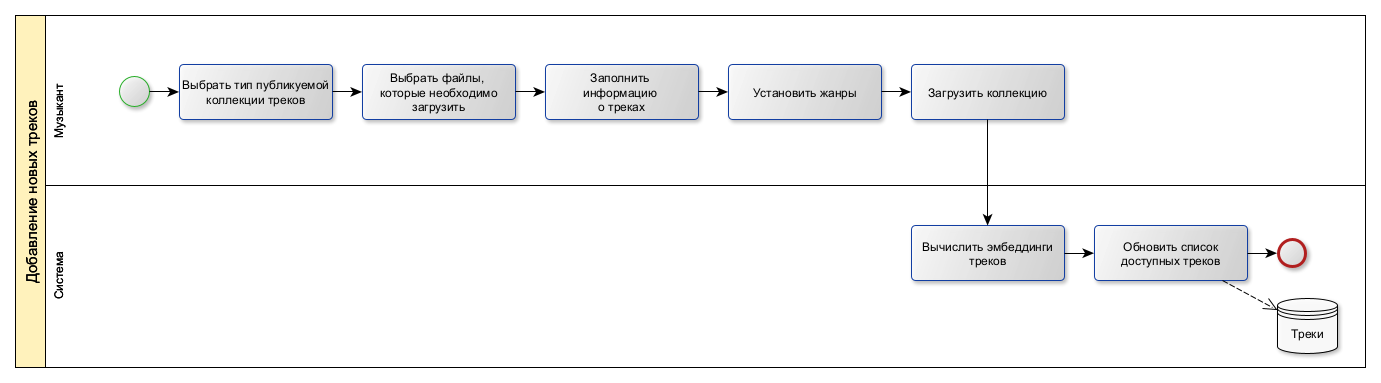 Добавление новых треков
Музыкант
Выбрать тип публикуемой
коллекции треков
Выбрать файлы,
которые необходимо
загрузить
Заполнить
информацию
о треках
Установить жанры
Загрузить коллекцию
Система
Вычислить эмбеддинги
треков
Обновить список
доступных треков
Треки